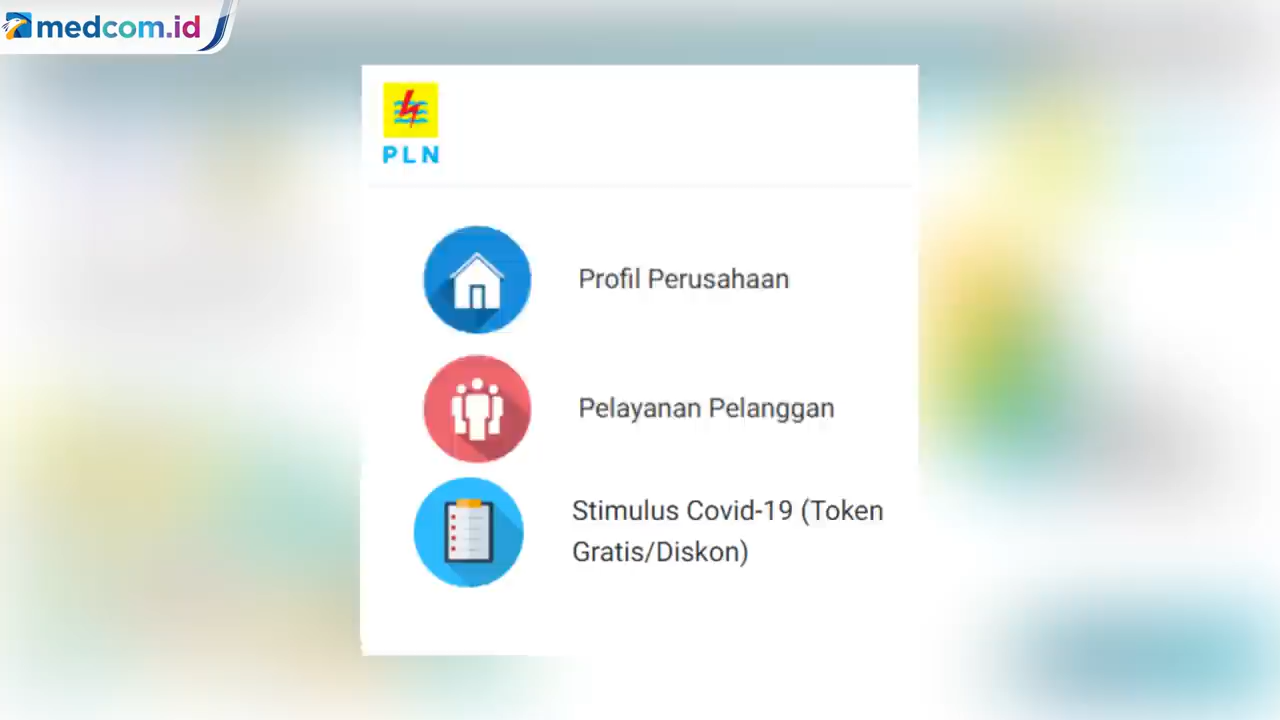 medcom.id
PLN
Profil Perusahaan
Pelayanan Pelanggan
Stimulus Covid-19 (Token
Gratis/Diskon)